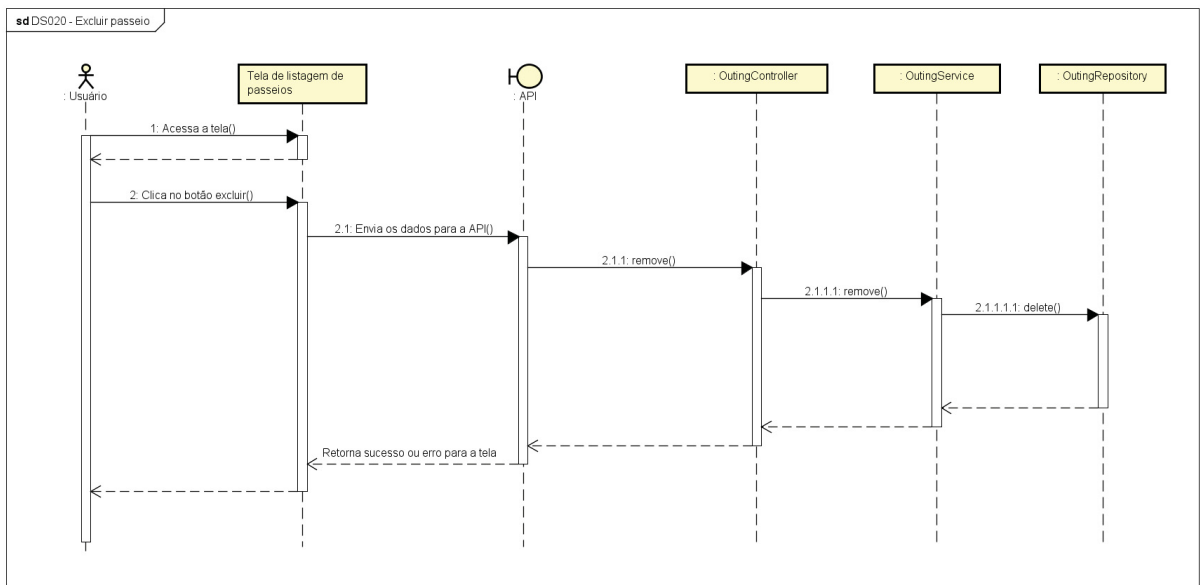 sd DS020 - Excluir passeio
: Usuário
Tela de listagem de
passeios
: API
: OutingController
: OutingService
: OutingRepository
1: Acessa a tela()
2: Clica no botão excluir()
2.1: Envia os dados para a API()
2.1.1: remove()
2.1.1.1: remove()
2.1.1.1.1: delete()
Retorna sucesso ou erro para a tela